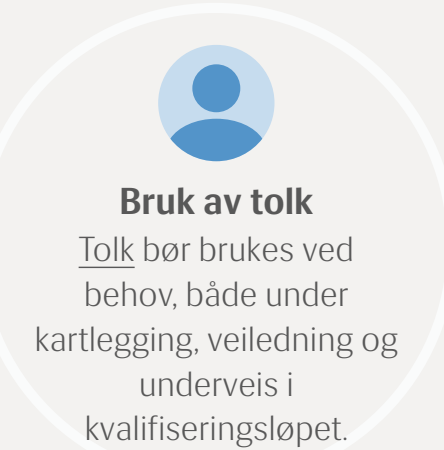 Bruk av tolk
Tolk bør brukes ved
behov, både under
kartlegging, veiledning og
underveis i
kvalifiseringsløpet.